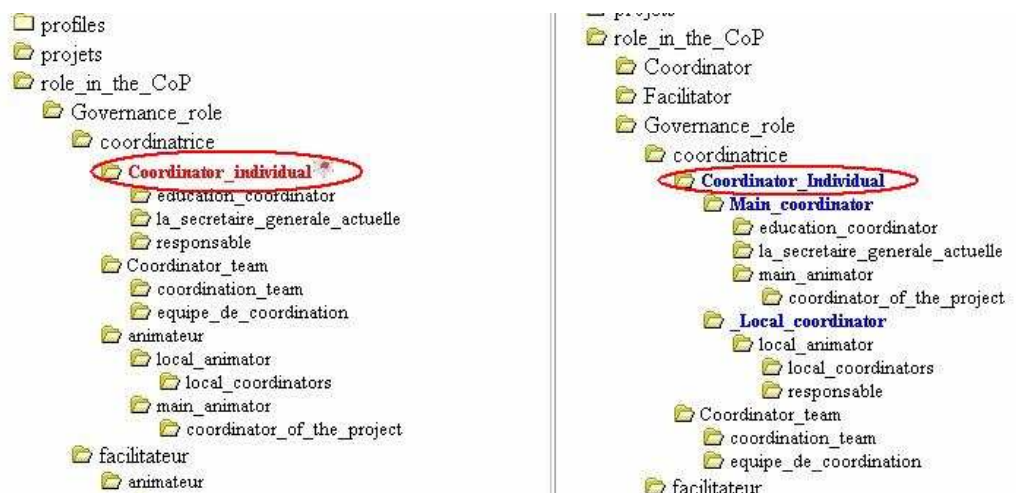 profiles
projets
role_in_the_CoP
Governance_role
coordinatrice
Coordinator_individual
education_coordinator
la_secretaire_generale_actuelle
responsable
Coordinator_team
coordination_team
equipe_de_coordination
animateur
local_animator
local_coordinators
main_animator
coordinator_of_the_project
facilitateur
animateur
projets
role_in_the_CoP
Coordinator
Facilitator
Governance_role
coordinatrice
Coordinator_Individual
Main_coordinator
education_coordinator
la_secretaire_generale_actuelle
main_animator
coordinator_of_the_project
_Local_coordinator
local_animator
local_coordinators
responsable
Coordinator_team
coordination_team
equipe_de_coordination
facilitateur